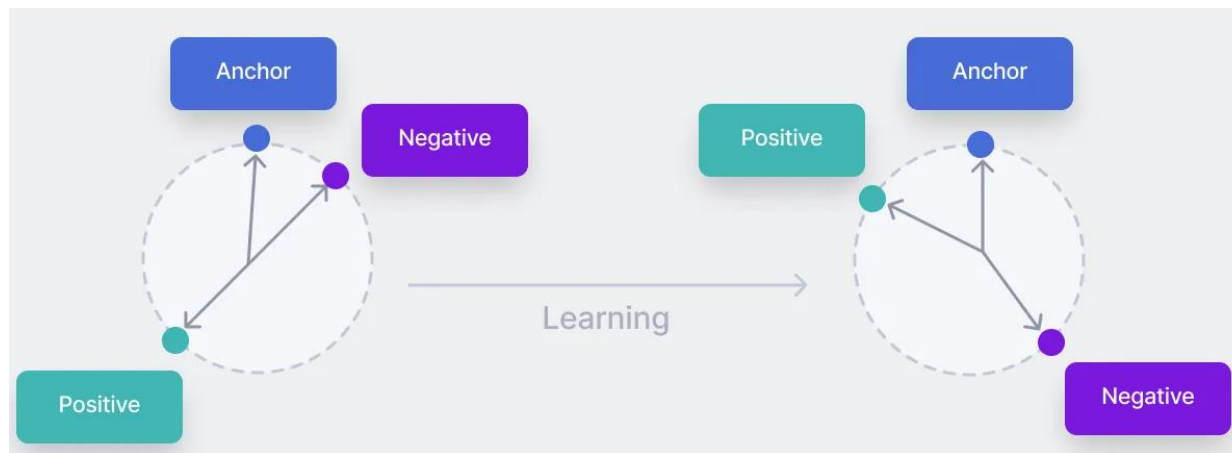 Anchor
Negative
Positive
Learning
Anchor
Positive
Negative